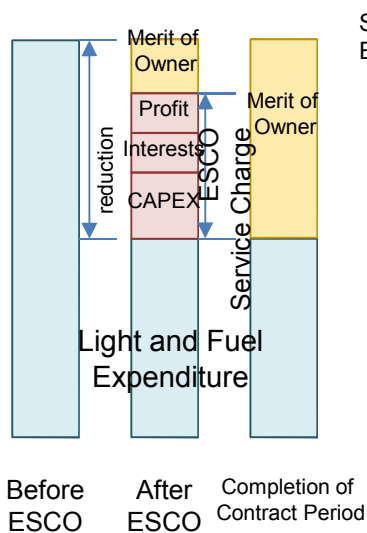 S
E
Merit of
Owner
Profit
Interests
CAPEX
reduction
ESCO
Service Charge
Merit of
Owner
Light and Fuel
Expenditure
Before
ESCO
After
ESCO
Completion of
Contract Period